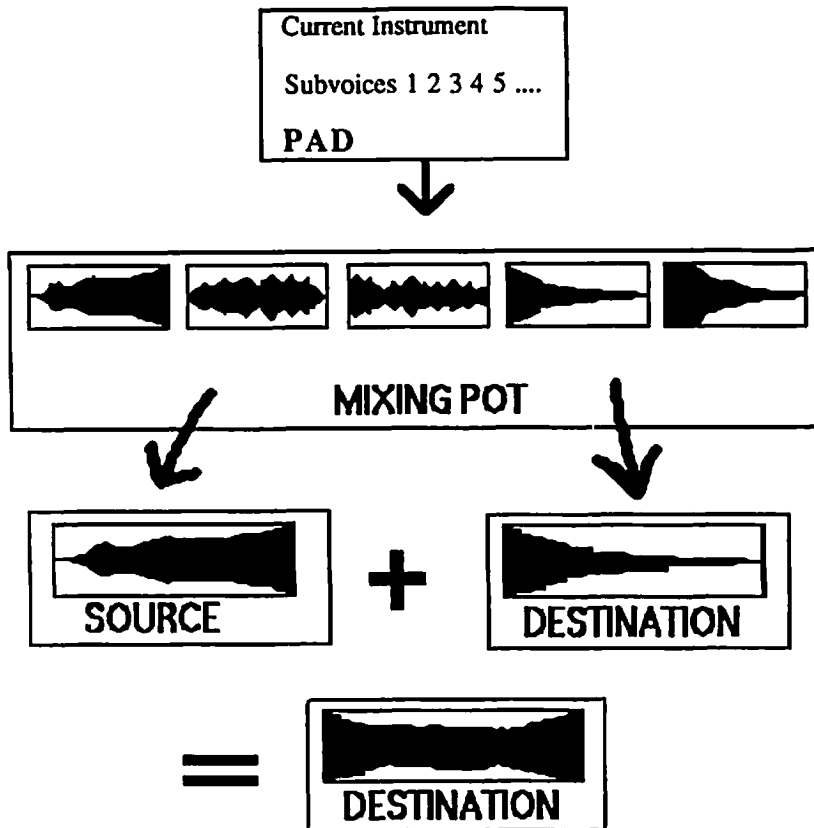 Current Instrument
Subvoices 1 2 3 4 5 ....
PAD
MIXING POT
SOURCE
+
DESTINATION
=
DESTINATION